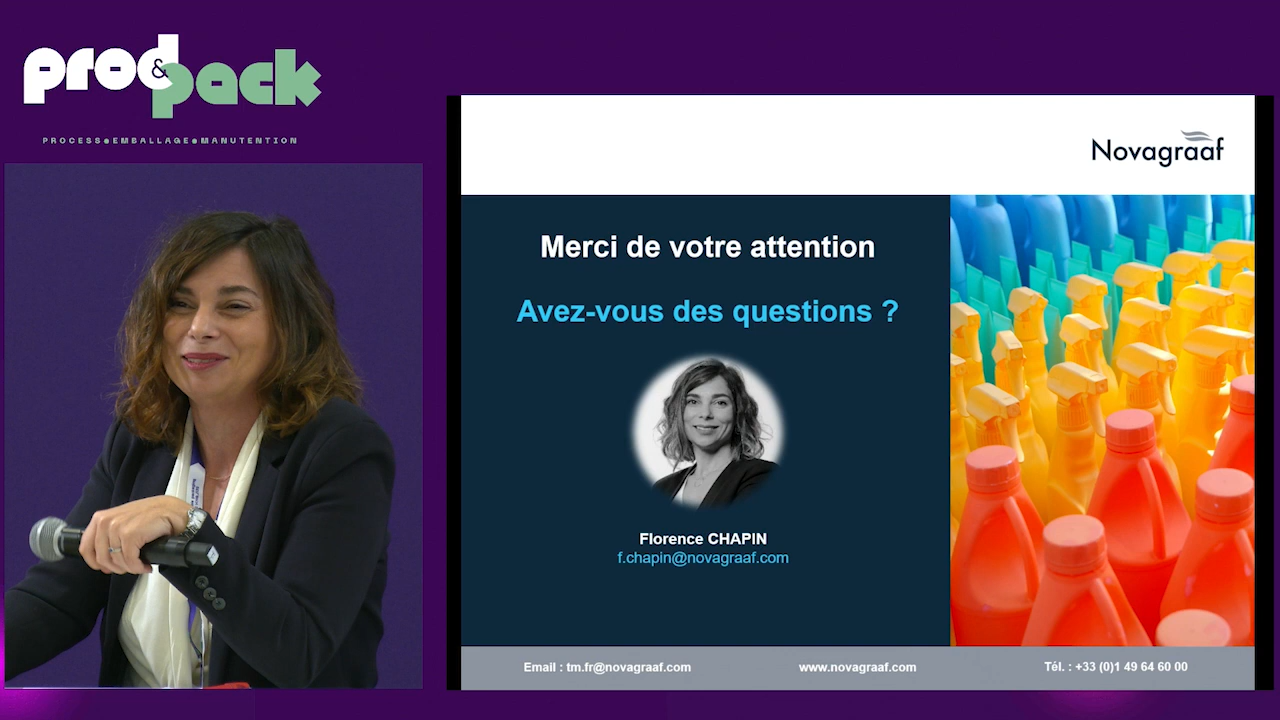 prod&pack
PROCESS●EMBALLAGE●MANUTENTION
Novagraaf
Merci de votre attention
Avez-vous des questions ?
Florence CHAPIN
f.chapin@novagraaf.com
Email : tm.fr@novagraaf.com
www.novagraaf.com
Tél. : +33 (0)1 49 64 60 00